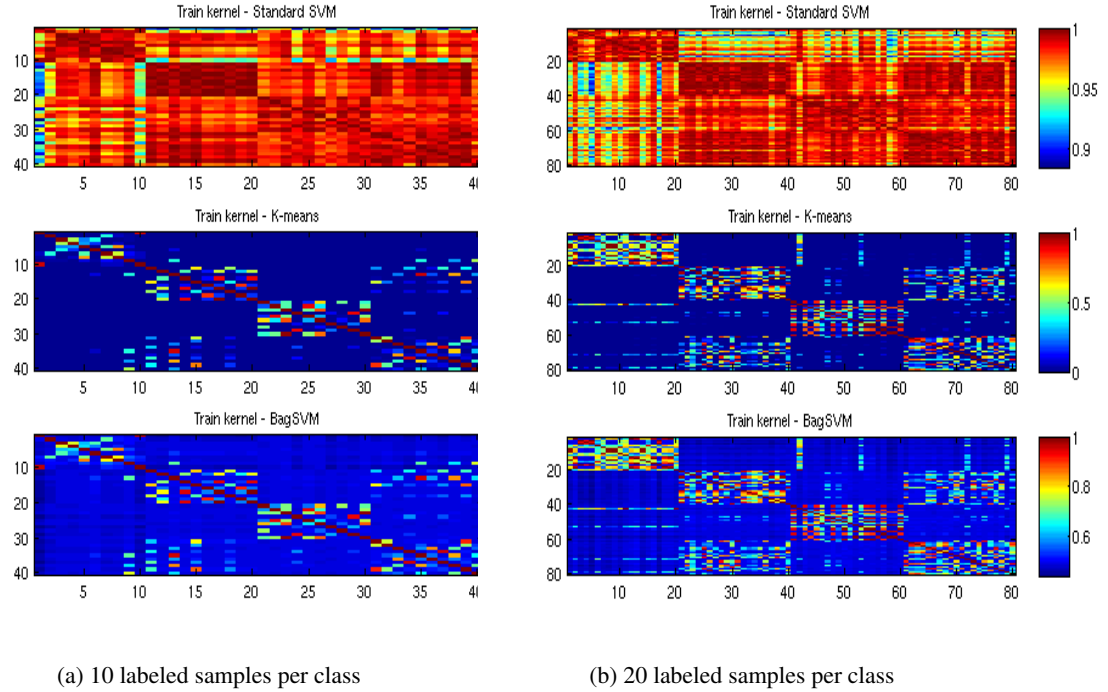 Train kernel - Standard SVM
10
20
30
40
5 10 15 20 25 30 35 40
Train kernel - Standard SVM
20
40
60
80
10 20 30 40 50 60 70 80
1
0.95
0.9
Train kernel - K-means
10
20
30
40
5 10 15 20 25 30 35 40
Train kernel - K-means
20
40
60
80
10 20 30 40 50 60 70 80
1
0.5
0
Train kernel - BagSVM
10
20
30
40
5 10 15 20 25 30 35 40
Train kernel - BagSVM
20
40
60
80
10 20 30 40 50 60 70 80
1
0.8
0.6
(a) 10 labeled samples per class
(b) 20 labeled samples per class